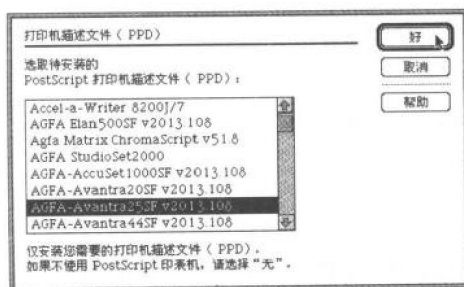 打印机描述文件（PPD）
选取待安装的
PostScript 打印机描述文件（PPD）：
Accel-a-Writer 8200J/7
AGFA Elan500SF v2013.108
Agfa Matrix ChromaScript v51.8
AGFA StudioSet2000
AGFA-AccuSet1000SF v2013.108
AGFA-Avantra20SF v2013.108
AGFA-Avantra25SF v2013.108
AGFA-Avantra44SF v2013.108
仅安装您需要的打印机描述文件（PPD）.
如果不使用 PostScript 印表机，请选择“无”.
好
取消
帮助